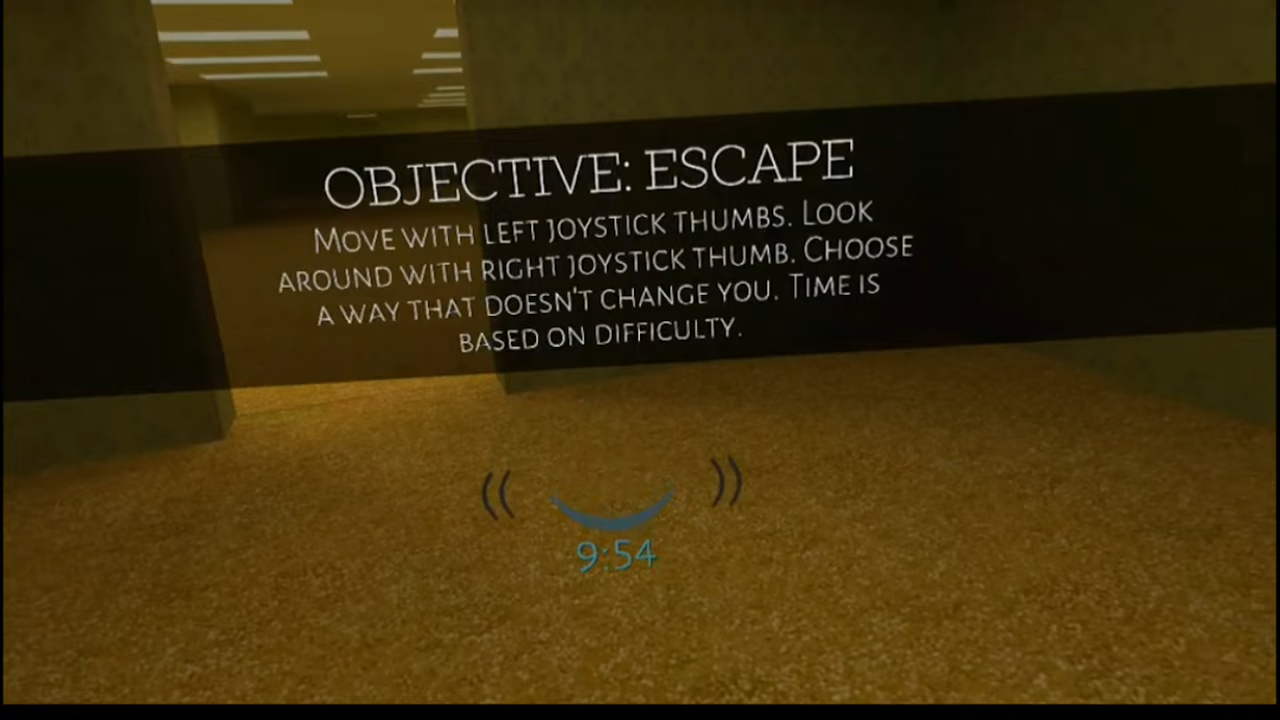 OBJECTIVE: ESCAPE
MOVE WITH LEFT JOYSTICK THUMBS. LOOK
AROUND WITH RIGHT JOYSTICK THUMB. CHOOSE
A WAY THAT DOESN'T CHANGE YOU. TIME IS
BASED ON DIFFICULTY.
9:54